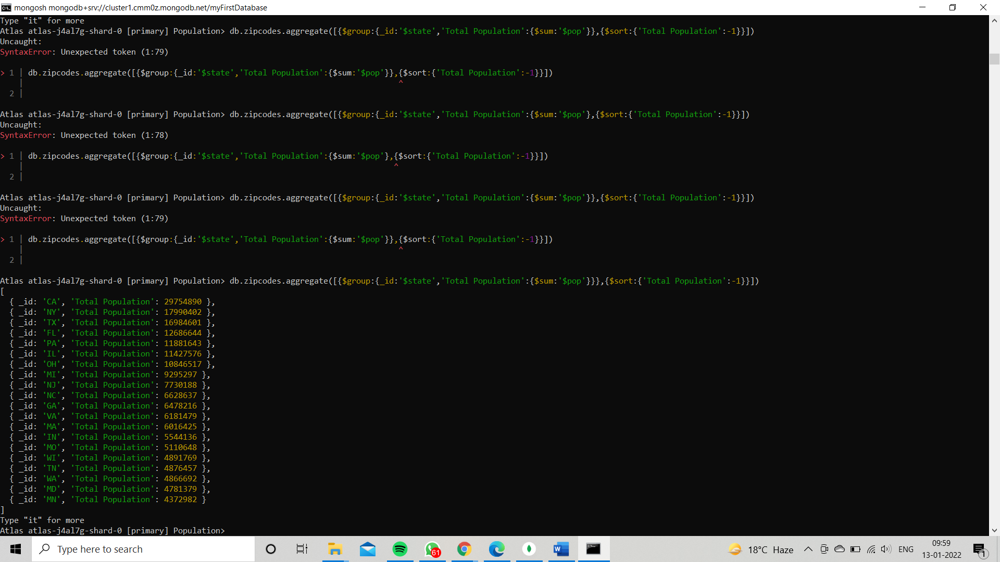 mongosh mongodb+srv://cluster1.cmm0z.mongodb.net/myFirstDatabase
Type "it" for more
Atlas atlas-j4al7g-shard-0 [primary] Population> db.zipcodes.aggregate([{$group:{_id:'$state','Total Population':{$sum:'$pop'}},{$sort:{'Total Population':-1}}])
Uncaught:
SyntaxError: Unexpected token (1:79)
> 1 | db.zipcodes.aggregate([{$group:{_id:'$state','Total Population':{$sum:'$pop'}},{$sort:{'Total Population':-1}}])
| ^
2 |
Atlas atlas-j4al7g-shard-0 [primary] Population> db.zipcodes.aggregate([{$group:{_id:'$state','Total Population':{$sum:'$pop'},{$sort:{'Total Population':-1}}])
Uncaught:
SyntaxError: Unexpected token (1:78)
> 1 | db.zipcodes.aggregate([{$group:{_id:'$state','Total Population':{$sum:'$pop'},{$sort:{'Total Population':-1}}])
| ^
2 |
Atlas atlas-j4al7g-shard-0 [primary] Population> db.zipcodes.aggregate([{$group:{_id:'$state','Total Population':{$sum:'$pop'}},{$sort:{'Total Population':-1}}])
Uncaught:
SyntaxError: Unexpected token (1:79)
> 1 | db.zipcodes.aggregate([{$group:{_id:'$state','Total Population':{$sum:'$pop'}},{$sort:{'Total Population':-1}}])
| ^
2 |
Atlas atlas-j4al7g-shard-0 [primary] Population> db.zipcodes.aggregate([{$group:{_id:'$state','Total Population':{$sum:'$pop'}}},{$sort:{'Total Population':-1}}])
[
{ _id: 'CA', 'Total Population': 29754890 },
{ _id: 'NY', 'Total Population': 17990402 },
{ _id: 'TX', 'Total Population': 16984601 },
{ _id: 'FL', 'Total Population': 12686644 },
{ _id: 'PA', 'Total Population': 11881643 },
{ _id: 'IL', 'Total Population': 11427576 },
{ _id: 'OH', 'Total Population': 10846517 },
{ _id: 'MI', 'Total Population': 9295297 },
{ _id: 'NJ', 'Total Population': 7730188 },
{ _id: 'NC', 'Total Population': 6628637 },
{ _id: 'GA', 'Total Population': 6478216 },
{ _id: 'VA', 'Total Population': 6181479 },
{ _id: 'MA', 'Total Population': 6016425 },
{ _id: 'IN', 'Total Population': 5544136 },
{ _id: 'MO', 'Total Population': 5110648 },
{ _id: 'WI', 'Total Population': 4891769 },
{ _id: 'TN', 'Total Population': 4876457 },
{ _id: 'WA', 'Total Population': 4866692 },
{ _id: 'MD', 'Total Population': 4781379 },
{ _id: 'MN', 'Total Population': 4372982 }
]
Type "it" for more
Atlas atlas-j4al7g-shard-0 [primary] Population>
Type here to search
61
18°C Haze
ENG
09:59
13-01-2022
1